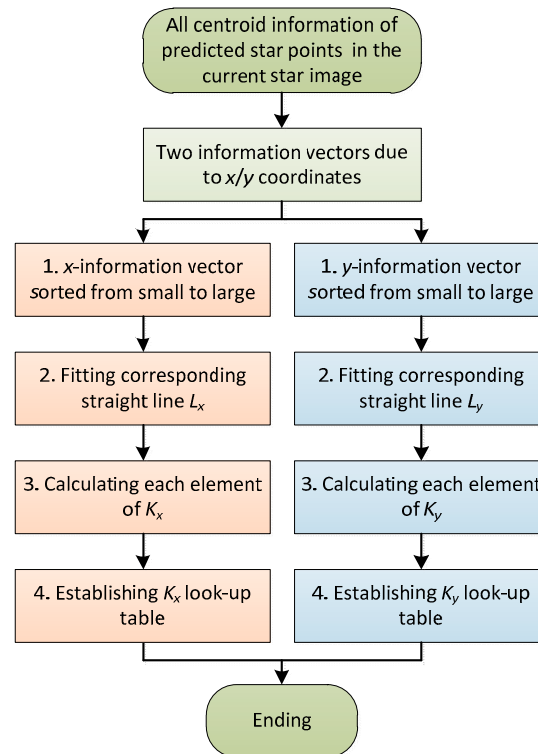 All centroid information of
predicted star points in the
current star image
Two information vectors due
to x/y coordinates
1. x-information vector
sorted from small to large
1. y-information vector
sorted from small to large
2. Fitting corresponding
straight line Lx
2. Fitting corresponding
straight line Ly
3. Calculating each element
of Kx
3. Calculating each element
of Ky
4. Establishing Kx look-up
table
4. Establishing Ky look-up
table
Ending